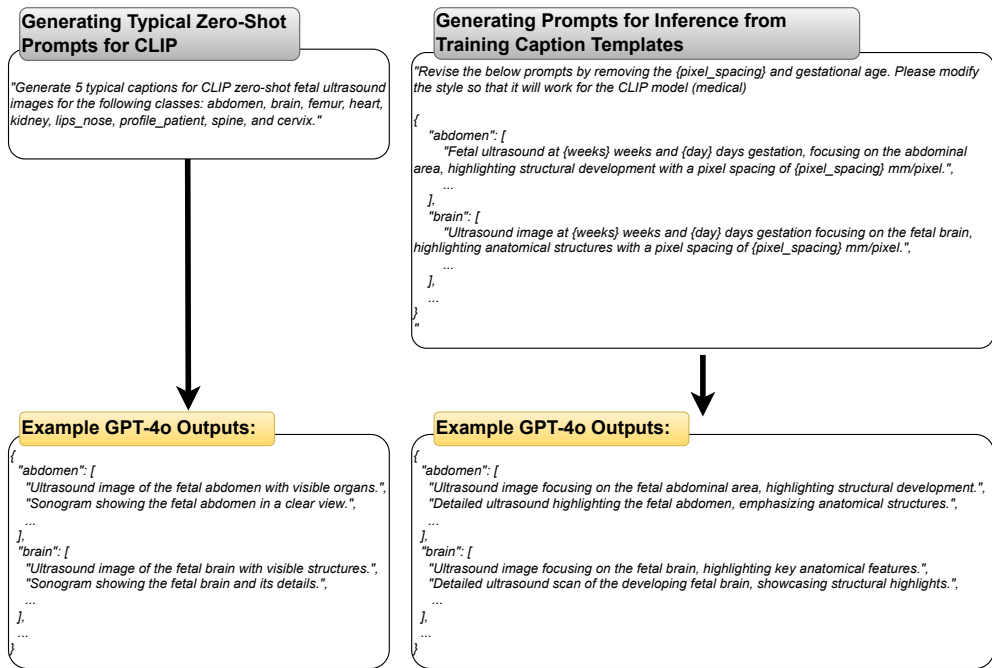 Generating Typical Zero-Shot
Prompts for CLIP
"Generate 5 typical captions for CLIP zero-shot fetal ultrasound
images for the following classes: abdomen, brain, femur, heart,
kidney, lips_nose, profile_patient, spine, and cervix."
Example GPT-4o Outputs:
{
"abdomen": [
"Ultrasound image of the fetal abdomen with visible organs.",
"Sonogram showing the fetal abdomen in a clear view.",
...
],
"brain": [
"Ultrasound image of the fetal brain with visible structures.",
"Sonogram showing the fetal brain and its details.",
...
],
...
}
Generating Prompts for Inference from
Training Caption Templates
"Revise the below prompts by removing the {pixel_spacing} and gestational age. Please modify
the style so that it will work for the CLIP model (medical)
{
"abdomen": [
"Fetal ultrasound at {weeks} weeks and {day} days gestation, focusing on the abdominal
area, highlighting structural development with a pixel spacing of {pixel_spacing} mm/pixel.",
...
],
"brain": [
"Ultrasound image at {weeks} weeks and {day} days gestation focusing on the fetal brain,
highlighting anatomical structures with a pixel spacing of {pixel_spacing} mm/pixel.",
...
],
...
}
"
Example GPT-4o Outputs:
{
"abdomen": [
"Ultrasound image focusing on the fetal abdominal area, highlighting structural development.",
"Detailed ultrasound highlighting the fetal abdomen, emphasizing anatomical structures.",
...
],
"brain": [
"Ultrasound image focusing on the fetal brain, highlighting key anatomical features.",
"Detailed ultrasound scan of the developing fetal brain, showcasing structural highlights.",
...
],
...
}